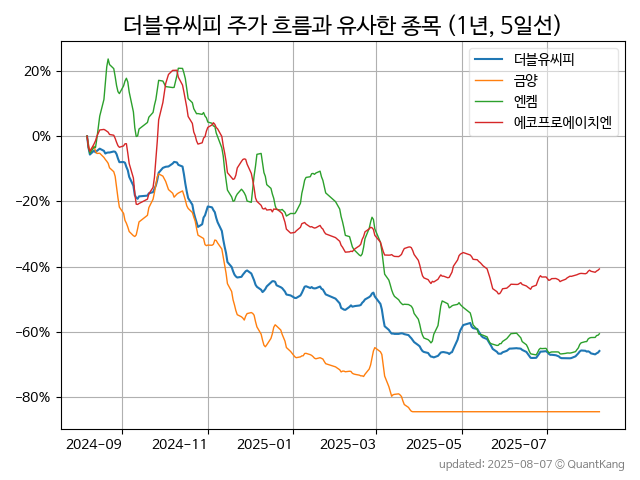 더블유씨피 주가 흐름과 유사한 종목 (1년, 5일선)
더블유씨피
금양
엔켐
에코프로에이치엔
20%
0%
−20%
−40%
−60%
−80%
2024-09 2024-11 2025-01 2025-03 2025-05 2025-07
updated: 2025-08-07 © QuantKang